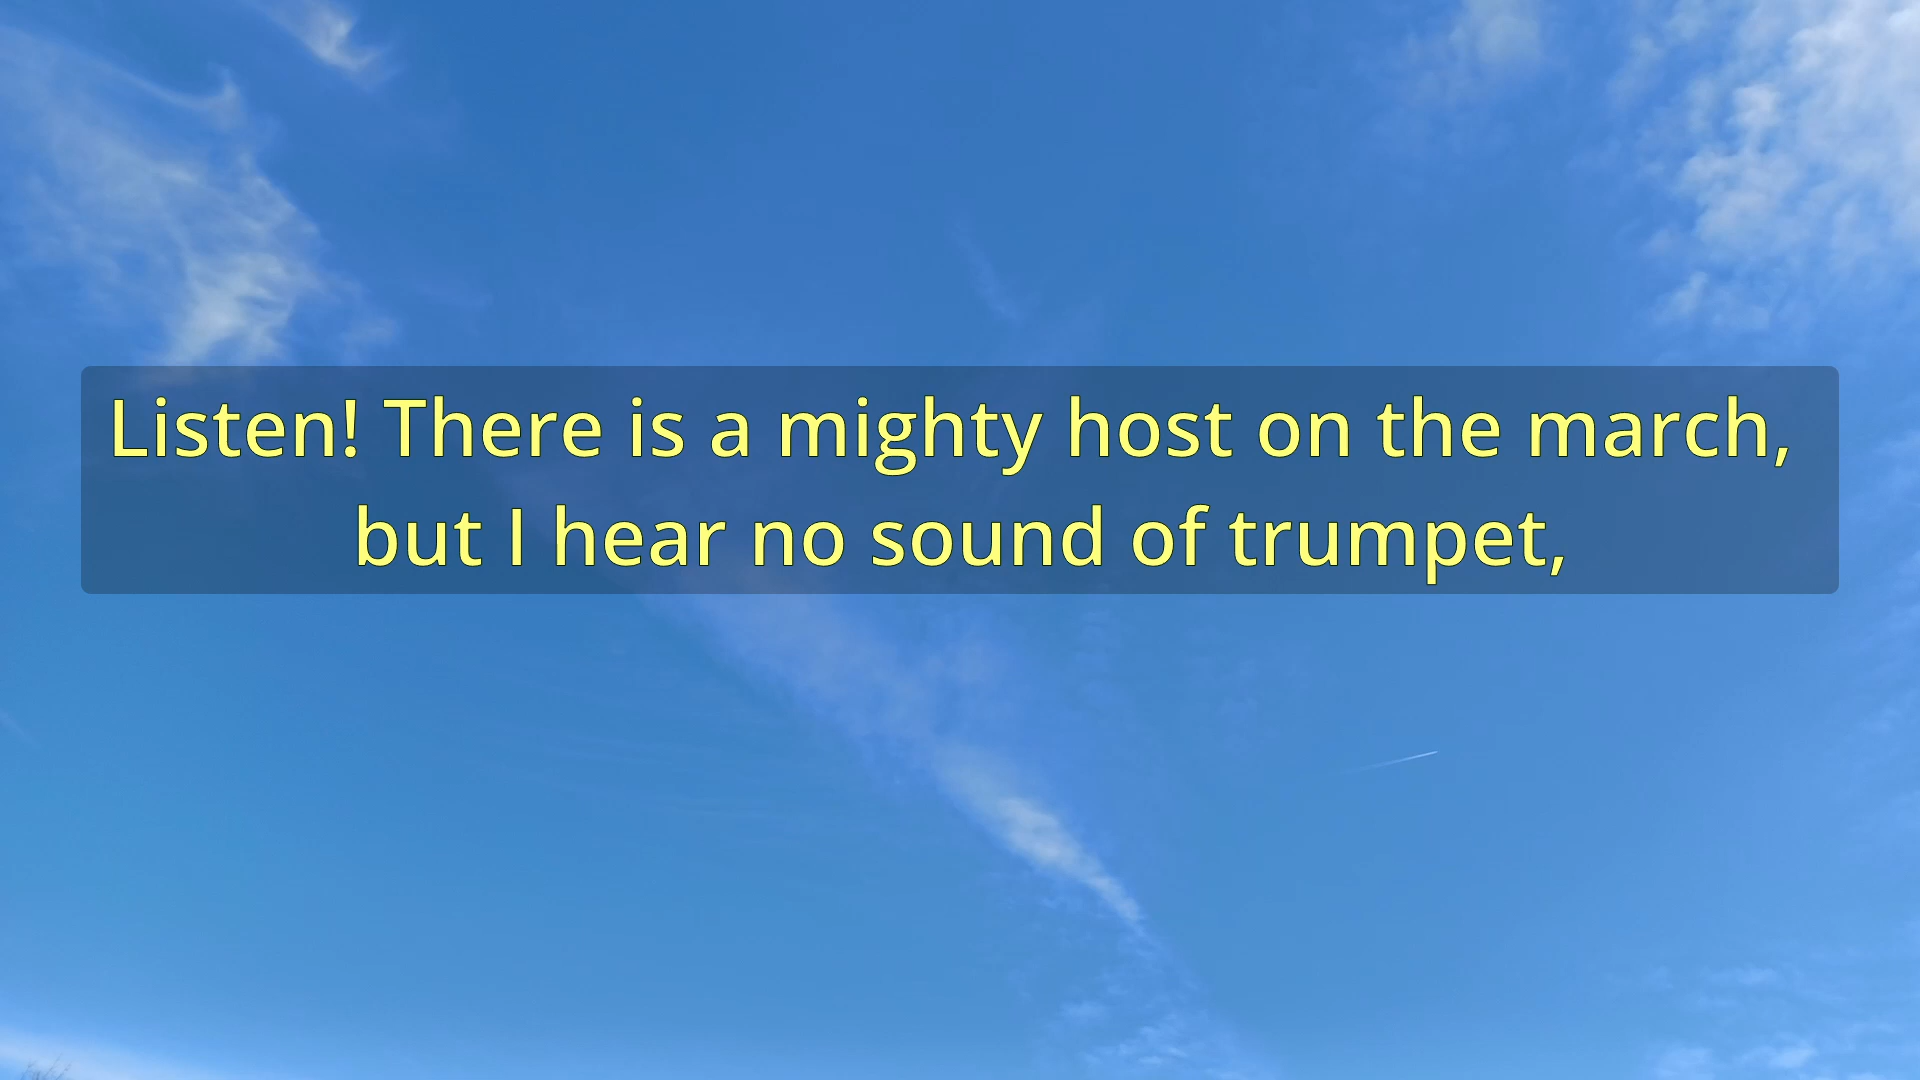 Listen! There is a mighty host on the march,
but I hear no sound of trumpet,